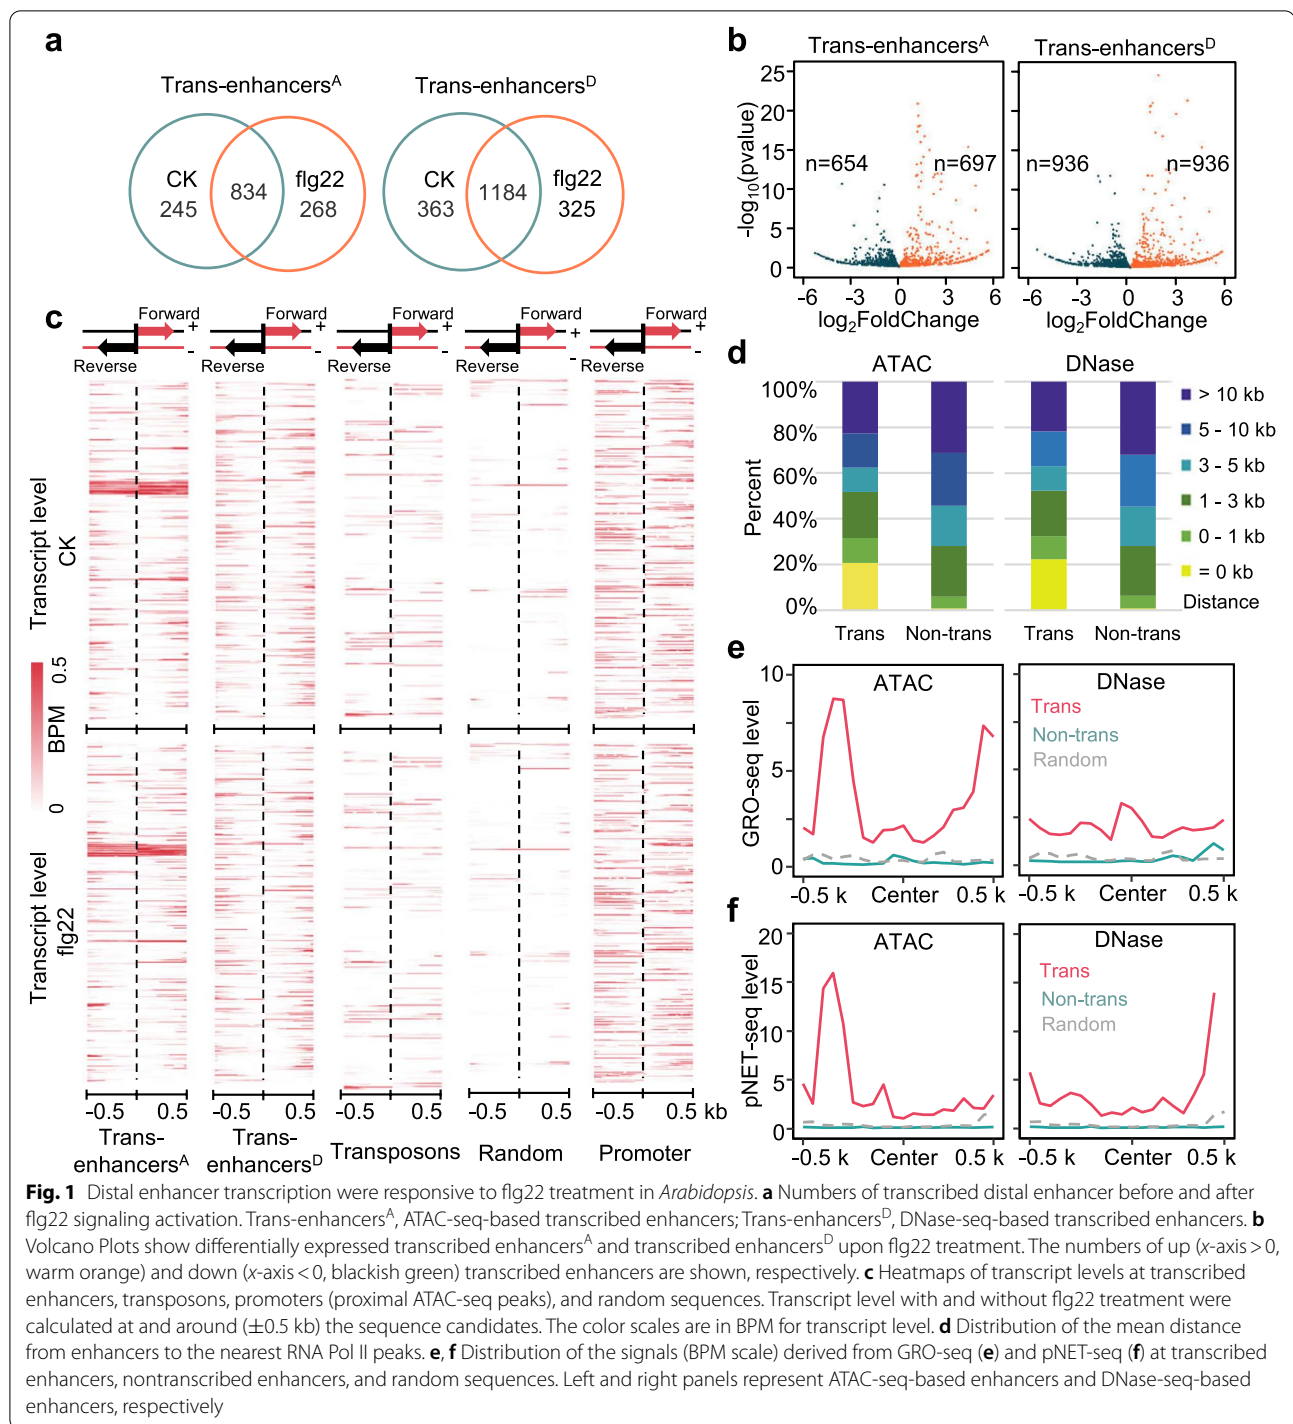 a
Trans-enhancersA
Trans-enhancersD
CK
245
834
flg22
268
CK
363
1184
flg22
325
b
Trans-enhancersA
Trans-enhancersD
-log10(pvalue)
25
20
15
10
5
0
n=654
n=697
n=936
n=936
−6
−3
0
3
6
−6
−3
0
3
6
log2FoldChange
log2FoldChange
c
Forward
+
-
Reverse
Forward
+
-
Reverse
Forward
+
-
Reverse
Forward
+
-
Reverse
Forward
+
-
Reverse
Transcript level
CK
BPM
0
0.5
Transcript level
flg22
−0.5
0.5
−0.5
0.5
−0.5
0.5
−0.5
0.5
−0.5
0.5
kb
Trans-
enhancersA
Trans-
enhancersD
Transposons
Random
Promoter
d
ATAC
DNase
Percent
100%
80%
60%
40%
20%
0%
Trans
Non-trans
Trans
Non-trans
> 10 kb
5 - 10 kb
3 - 5 kb
1 - 3 kb
0 - 1 kb
= 0 kb
Distance
e
GRO-seq level
10
5
0
ATAC
DNase
Trans
Non-trans
Random
-0.5 k
Center
0.5 k
-0.5 k
Center
0.5 k
f
pNET-seq level
20
15
10
5
0
ATAC
DNase
Trans
Non-trans
Random
-0.5 k
Center
0.5 k
-0.5 k
Center
0.5 k
Fig. 1 Distal enhancer transcription were responsive to flg22 treatment in Arabidopsis. a Numbers of transcribed distal enhancer before and after
flg22 signaling activation. Trans-enhancersA, ATAC-seq-based transcribed enhancers; Trans-enhancersD, DNase-seq-based transcribed enhancers. b
Volcano Plots show differentially expressed transcribed enhancersA and transcribed enhancersD upon flg22 treatment. The numbers of up (x-axis > 0,
warm orange) and down (x-axis < 0, blackish green) transcribed enhancers are shown, respectively. c Heatmaps of transcript levels at transcribed
enhancers, transposons, promoters (proximal ATAC-seq peaks), and random sequences. Transcript level with and without flg22 treatment were
calculated at and around (±0.5 kb) the sequence candidates. The color scales are in BPM for transcript level. d Distribution of the mean distance
from enhancers to the nearest RNA Pol II peaks. e, f Distribution of the signals (BPM scale) derived from GRO-seq (e) and pNET-seq (f) at transcribed
enhancers, nontranscribed enhancers, and random sequences. Left and right panels represent ATAC-seq-based enhancers and DNase-seq-based
enhancers, respectively